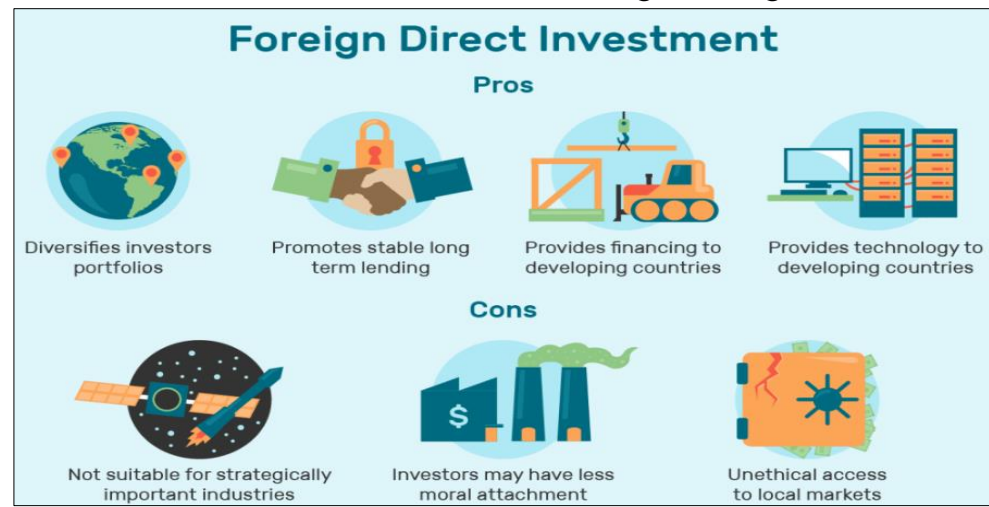 Foreign Direct Investment
Pros
Diversifies investors
portfolios
Promotes stable long
term lending
Provides financing to
developing countries
Provides technology to
developing countries
Cons
Not suitable for strategically
important industries
$
Investors may have less
moral attachment
Unethical access
to local markets